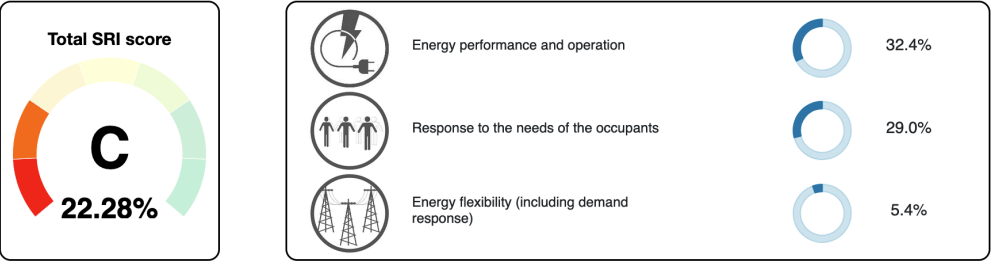 Total SRI score
C
22.28%
Energy performance and operation
32.4%
Response to the needs of the occupants
29.0%
Energy flexibility (including demand
response)
5.4%